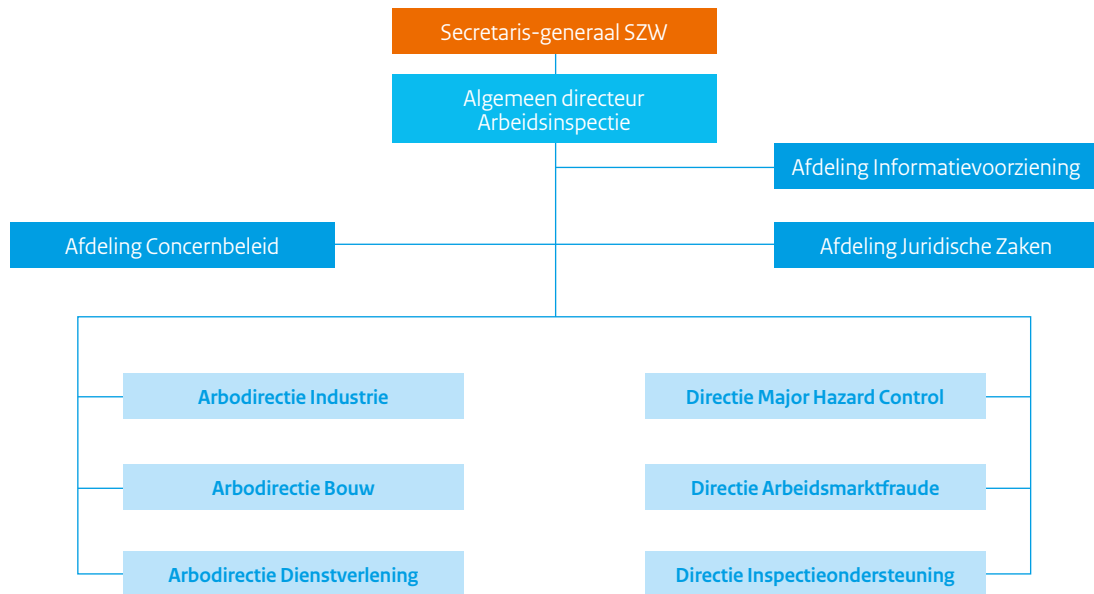 Secretaris-generaal SZW
Algemeen directeur
Arbeidsinspectie
Afdeling Informatievoorziening
Afdeling Concernbeleid
Afdeling Juridische Zaken
Arbodirectie Industrie
Directie Major Hazard Control
Arbodirectie Bouw
Directie Arbeidsmarktfraude
Arbodirectie Dienstverlening
Directie Inspectieondersteuning